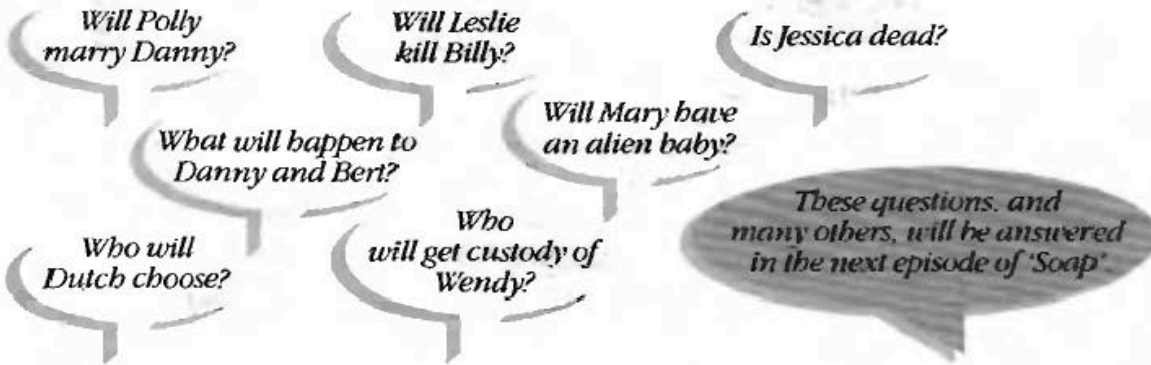 Will Polly
marry Danny?
Will Leslie
kill Billy?
Is Jessica dead?
What will happen to
Danny and Bert?
Will Mary have
an alien baby?
Who will
Dutch choose?
Who
will get custody of
Wendy?
These questions, and
many others, will be answered
in the next episode of 'Soap'